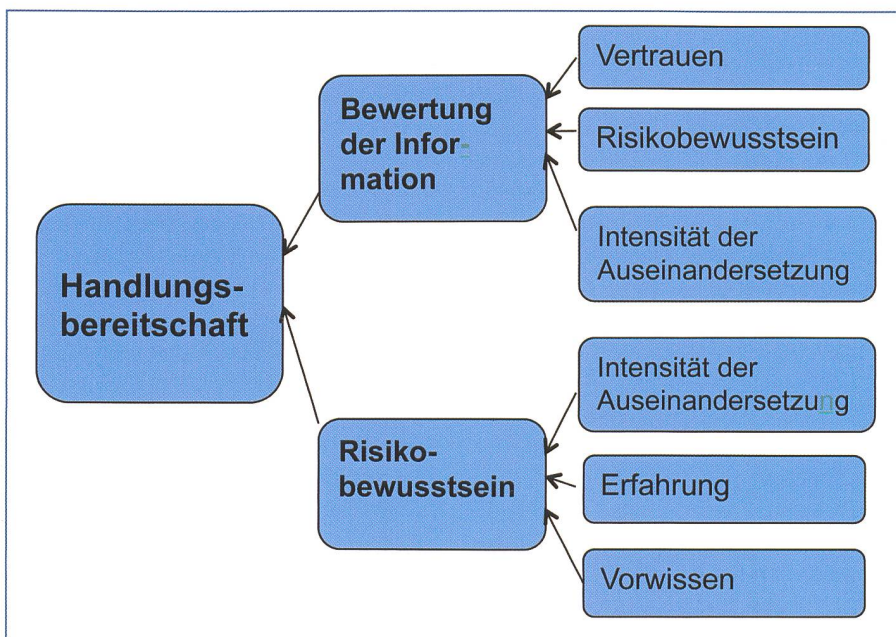 Handlungs-
bereitschaft
Bewertung
der Infor-
mation
Risiko-
bewusstsein
Vertrauen
Risikobewusstsein
Intensität der
Auseinandersetzung
Intensität der
Auseinandersetzung
Erfahrung
Vorwissen